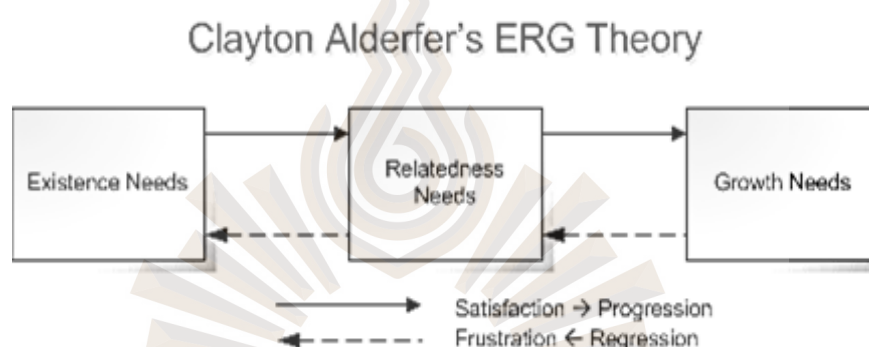 Clayton Alderfer's ERG Theory
Existence Needs
Relatedness
Needs
Growth Needs
Satisfaction → Progression
Frustration ← Regression